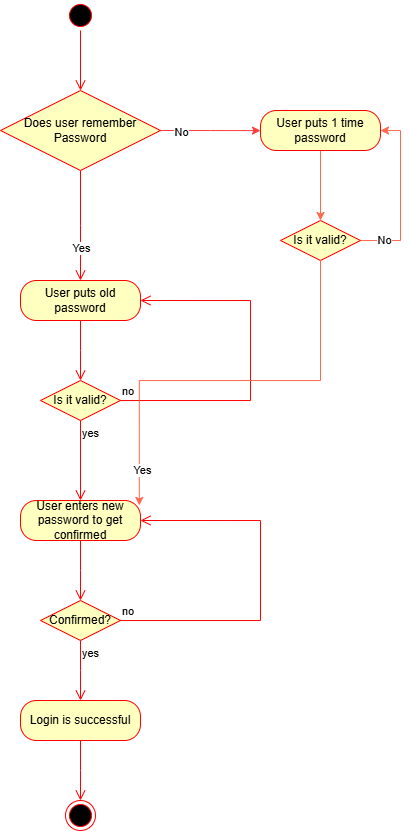 Does user remember
Password
No
User puts 1 time
password
Is it valid?
No
Yes
User puts old
password
Is it valid?
no
yes
Yes
User enters new
password to get
confirmed
Confirmed?
no
yes
Login is successful